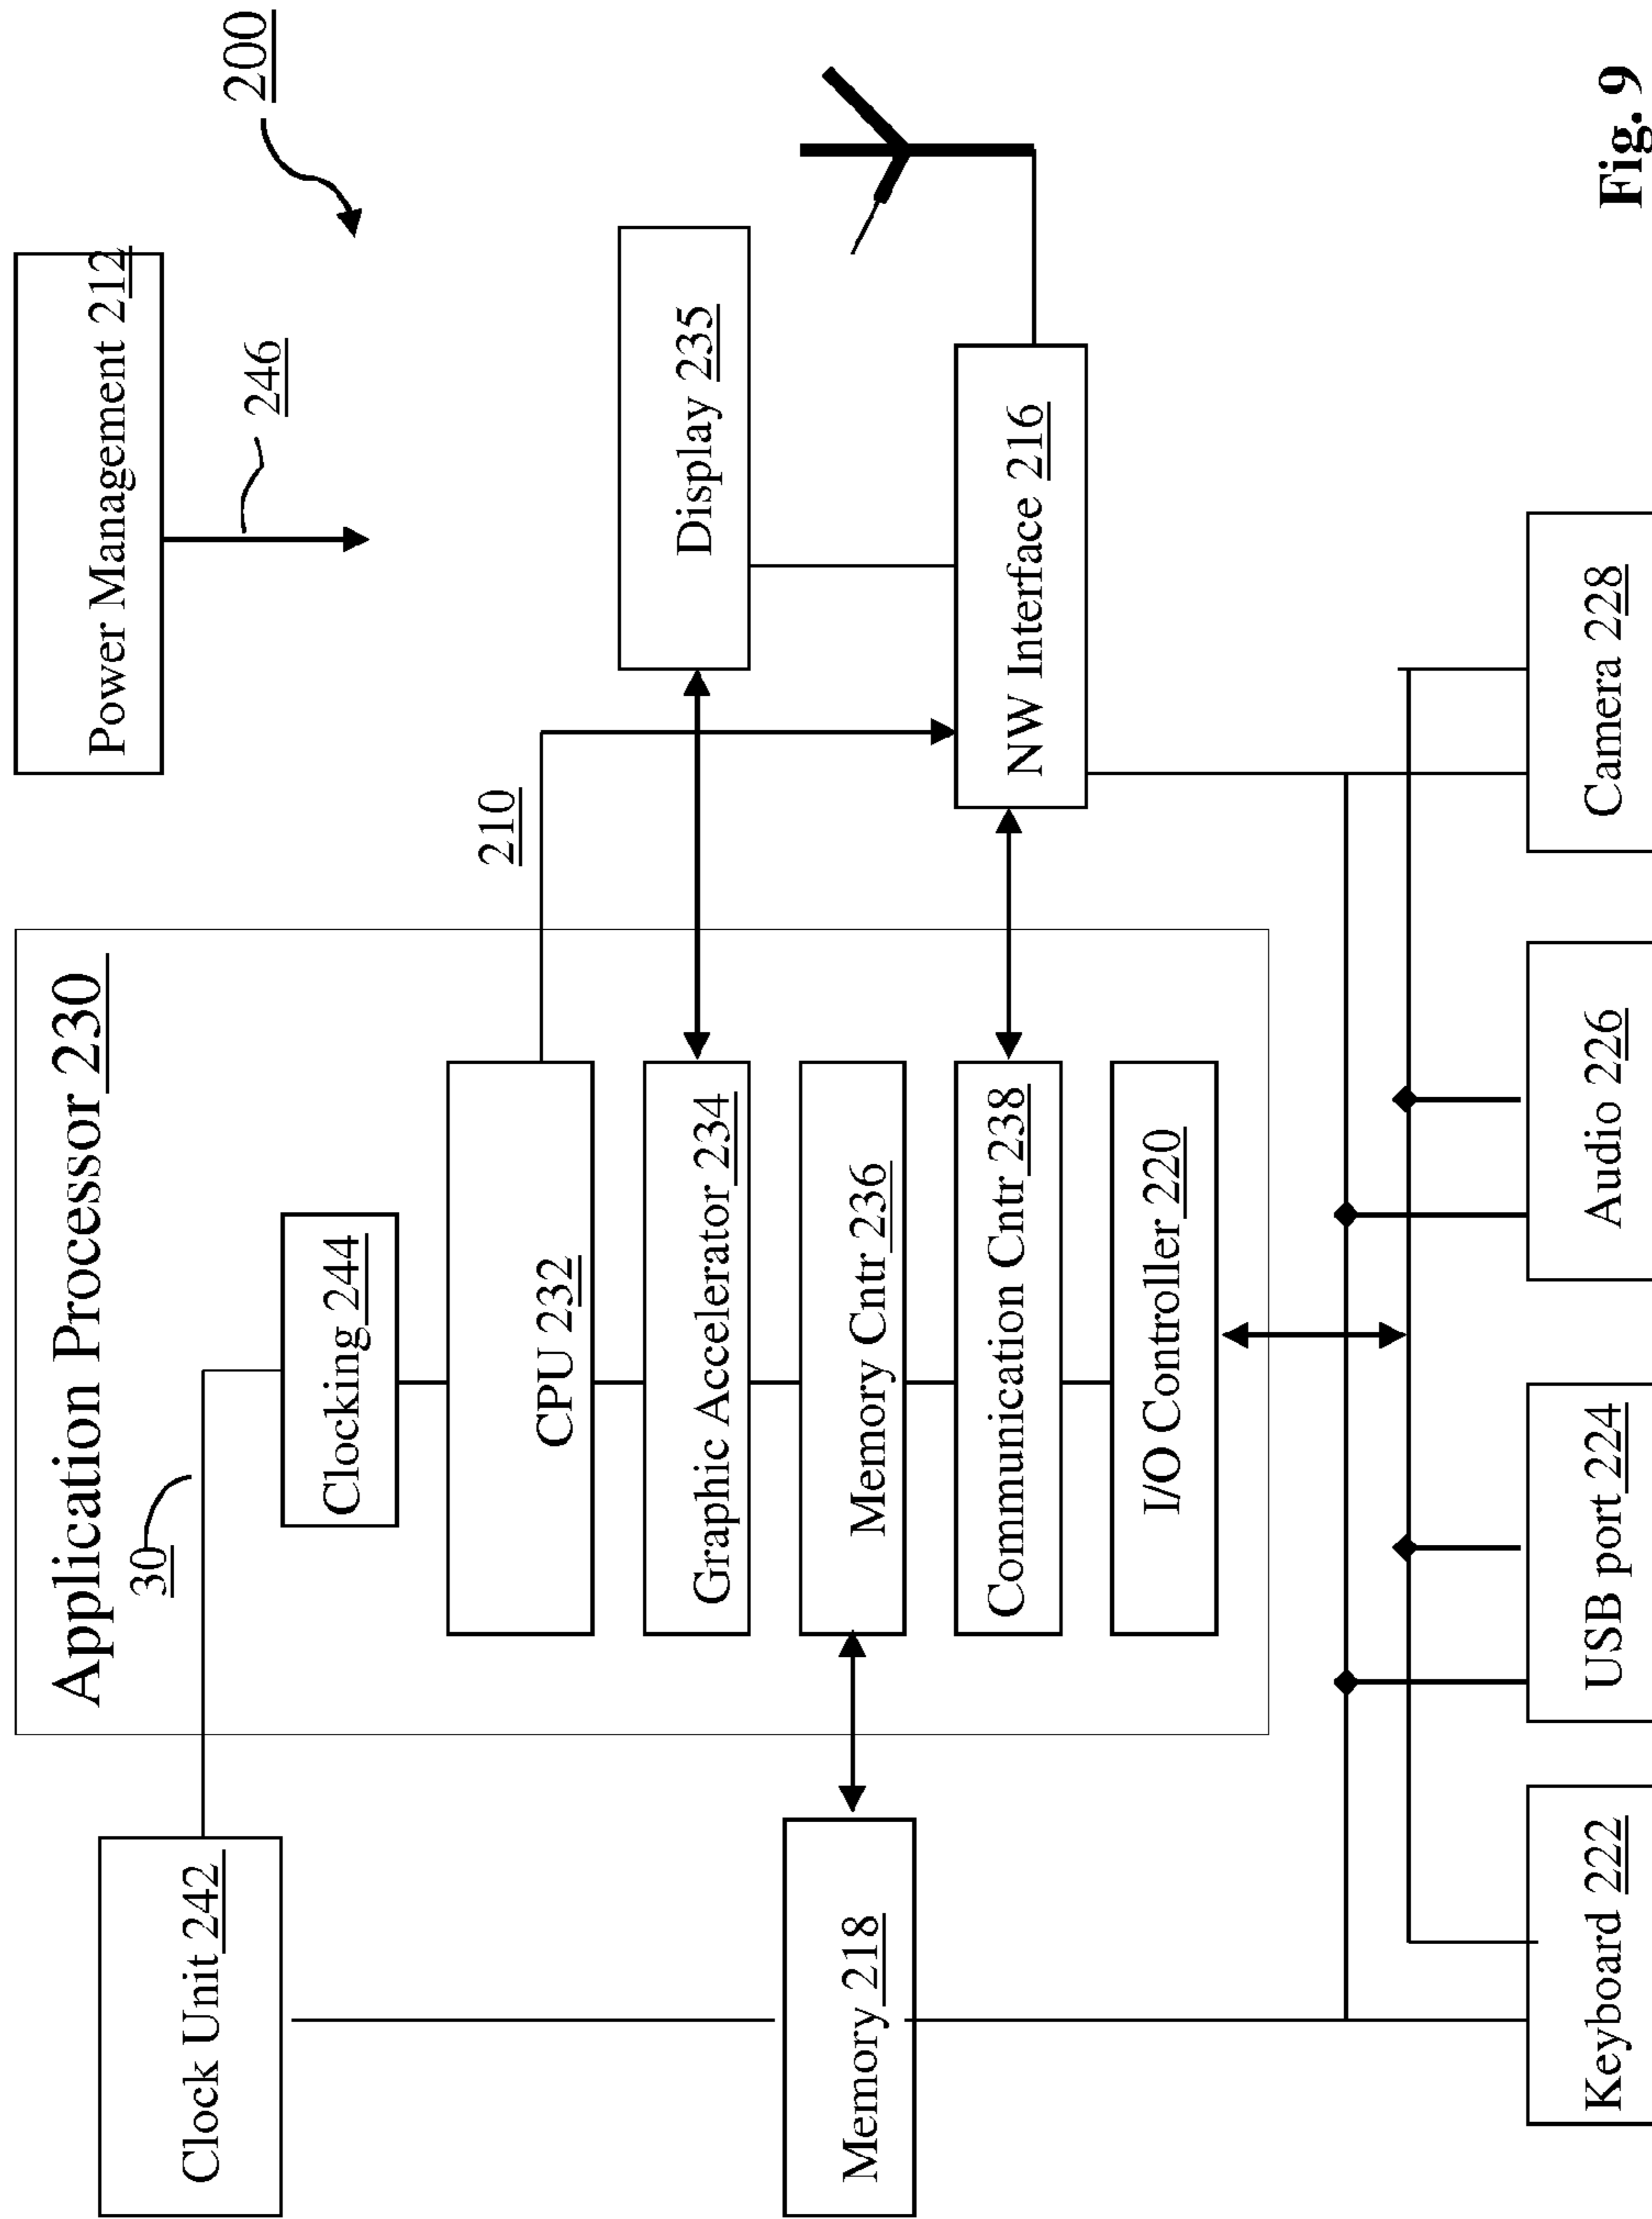 200
Power Management 212
246
Application Processor 230
30
Clock Unit 242
Clocking 244
210
CPU 232
Display 235
Graphic Accelerator 234
Memory 218
Memory Cntr 236
Communication Cntr 238
NW Interface 216
I/O Controller 220
Keyboard 222
USB port 224
Audio 226
Camera 228
Fig. 9